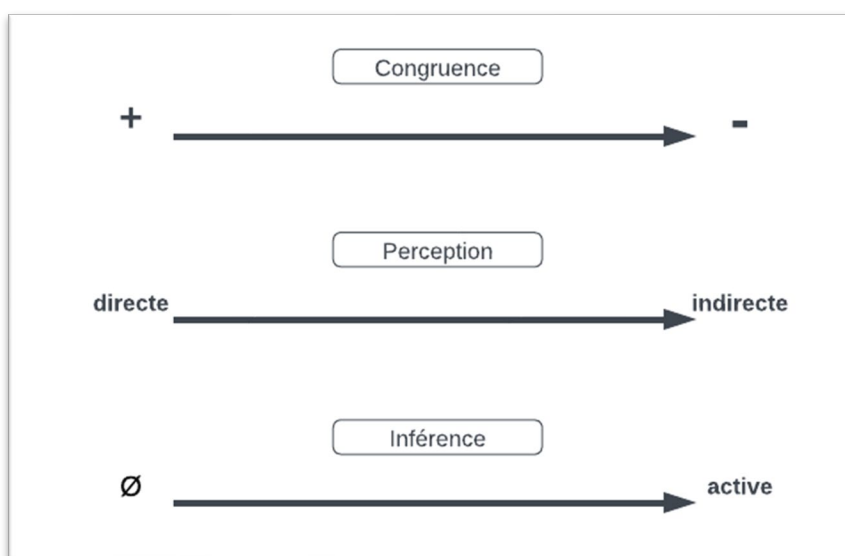 Congruence
+ -
Perception
directe indirecte
Inférence
Ø active